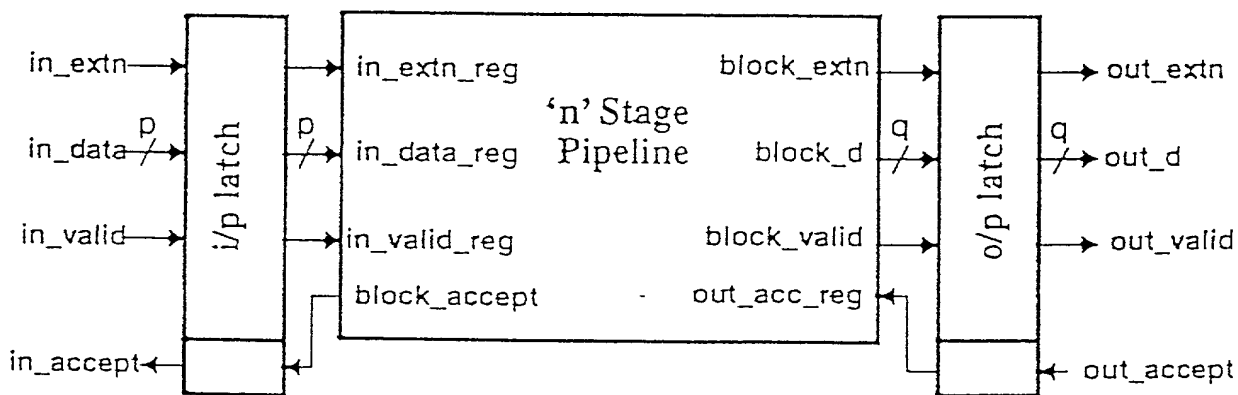 in_extn
in_extn_reg
block_extn
out_extn
'n' Stage
Pipeline
p
p
q
q
in_data
in_data_reg
block_d
out_d
i/p latch
o/p latch
in_valid
in_valid_reg
block_valid
out_valid
block_accept
out_acc_reg
in_accept
out_accept